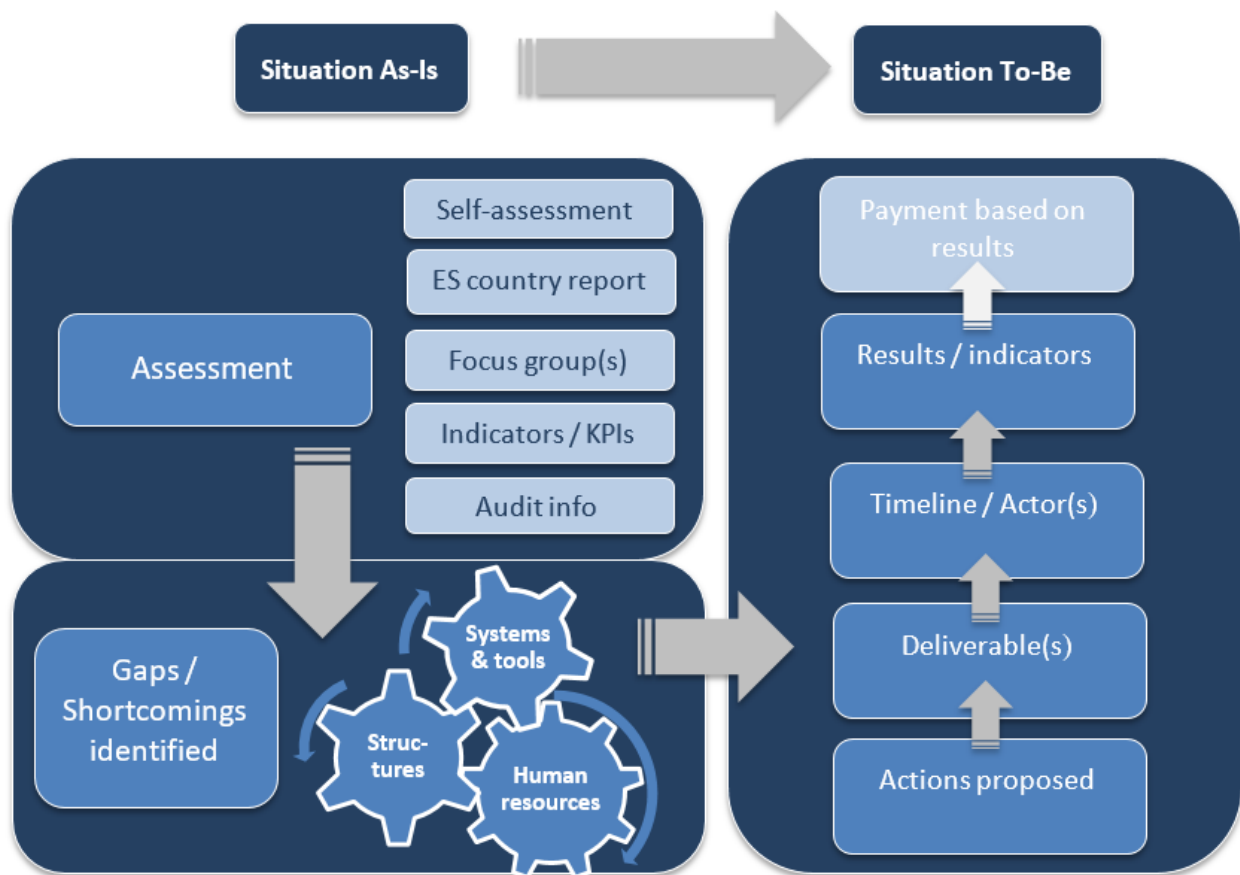 Situation As-Is
Situation To-Be
Assessment
Self-assessment
ES country report
Focus group(s)
Indicators / KPIs
Audit info
Gaps /
Shortcomings
identified
Systems
& tools
Struc-
tures
Human
resources
Payment based on
results
Results / indicators
Timeline / Actor(s)
Deliverable(s)
Actions proposed